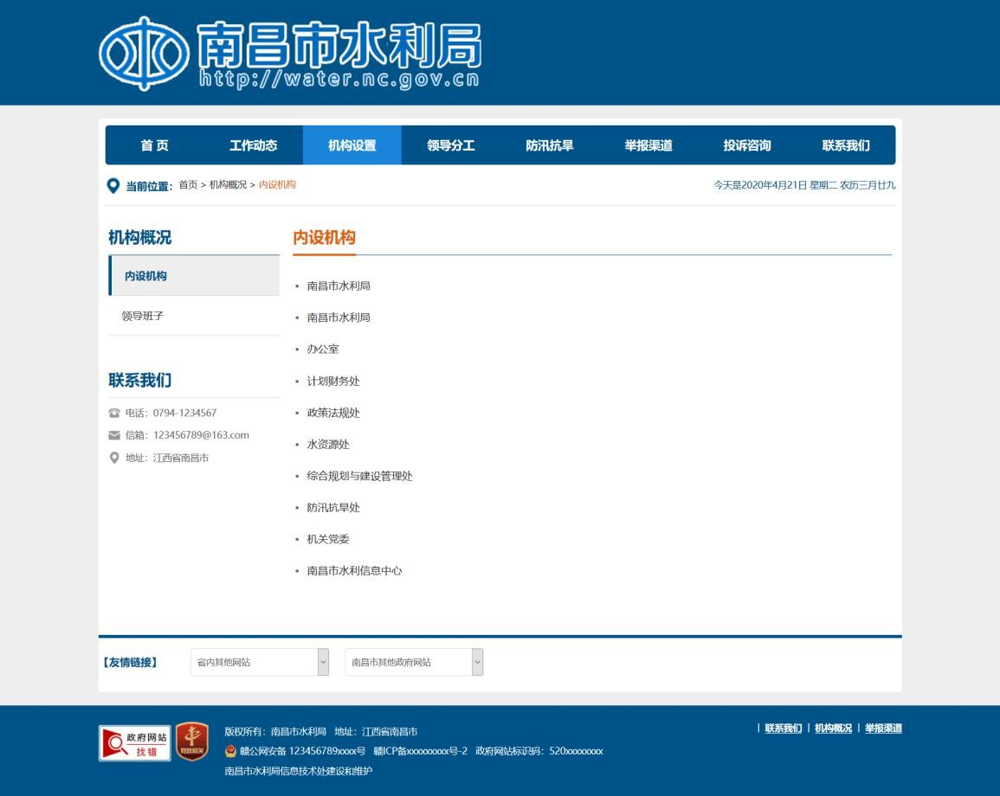 南昌市水利局
http://water.nc.gov.cn
首 页 工作动态 机构设置 领导分工 防汛抗旱 举报渠道 投诉咨询 联系我们
当前位置： 首页 > 机构概况 > 内设机构
今天是2020年4月21日 星期二 农历三月廿九
机构概况
内设机构
领导班子
联系我们
电话：0794-1234567
信箱：123456789@163.com
地址：江西省南昌市
内设机构
• 南昌市水利局
• 南昌市水利局
• 办公室
• 计划财务处
• 政策法规处
• 水资源处
• 综合规划与建设管理处
• 防汛抗旱处
• 机关党委
• 南昌市水利信息中心
【友情链接】 省内其他网站 南昌市其他政府网站
政府网站
找错
党政机关
版权所有：南昌市水利局 地址：江西省南昌市
赣公网安备 123456789xxxx号 赣ICP备xxxxxxxxx号-2 政府网站标识码：520xxxxxxxx
南昌市水利局信息技术处建设和维护
| 联系我们 | 机构概况 | 举报渠道